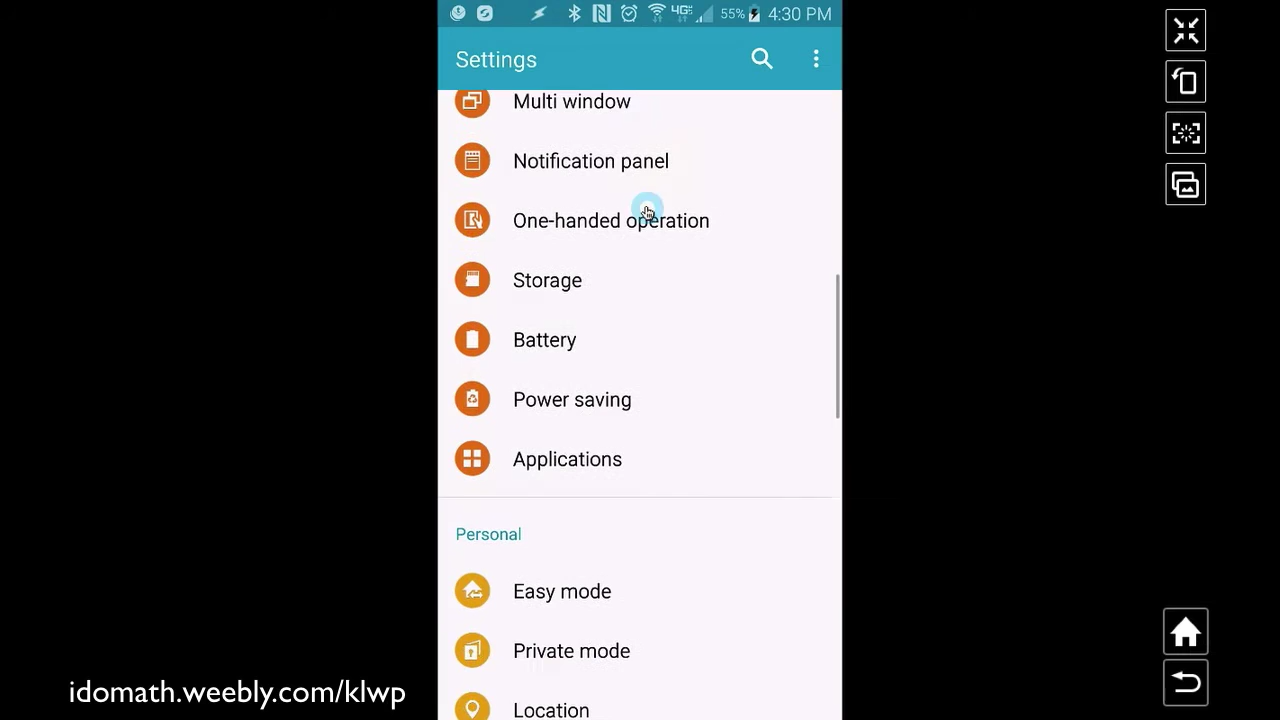 55% 4:30 PM
Settings
Multi window
Notification panel
One-handed operation
Storage
Battery
Power saving
Applications
Personal
Easy mode
Private mode
Location
idomath.weebly.com/klwp